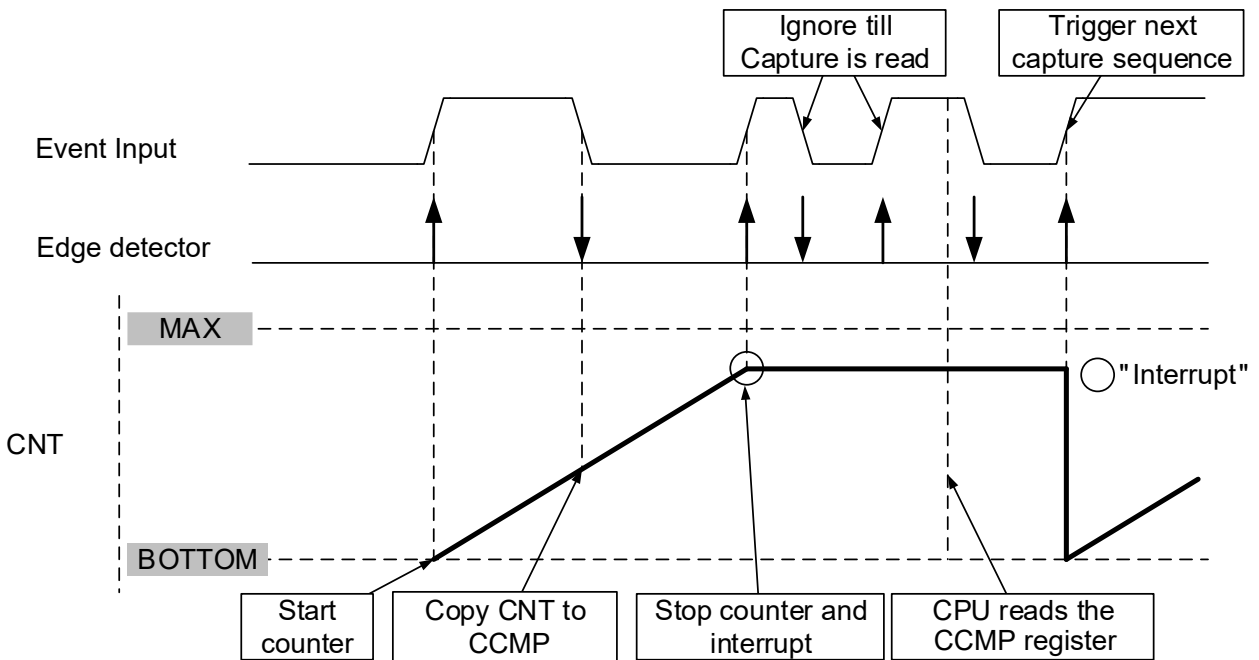 Ignore till
Capture is read
Trigger next
capture sequence
Event Input
Edge detector
MAX
"Interrupt"
CNT
BOTTOM
Start
counter
Copy CNT to
CCMP
Stop counter and
interrupt
CPU reads the
CCMP register